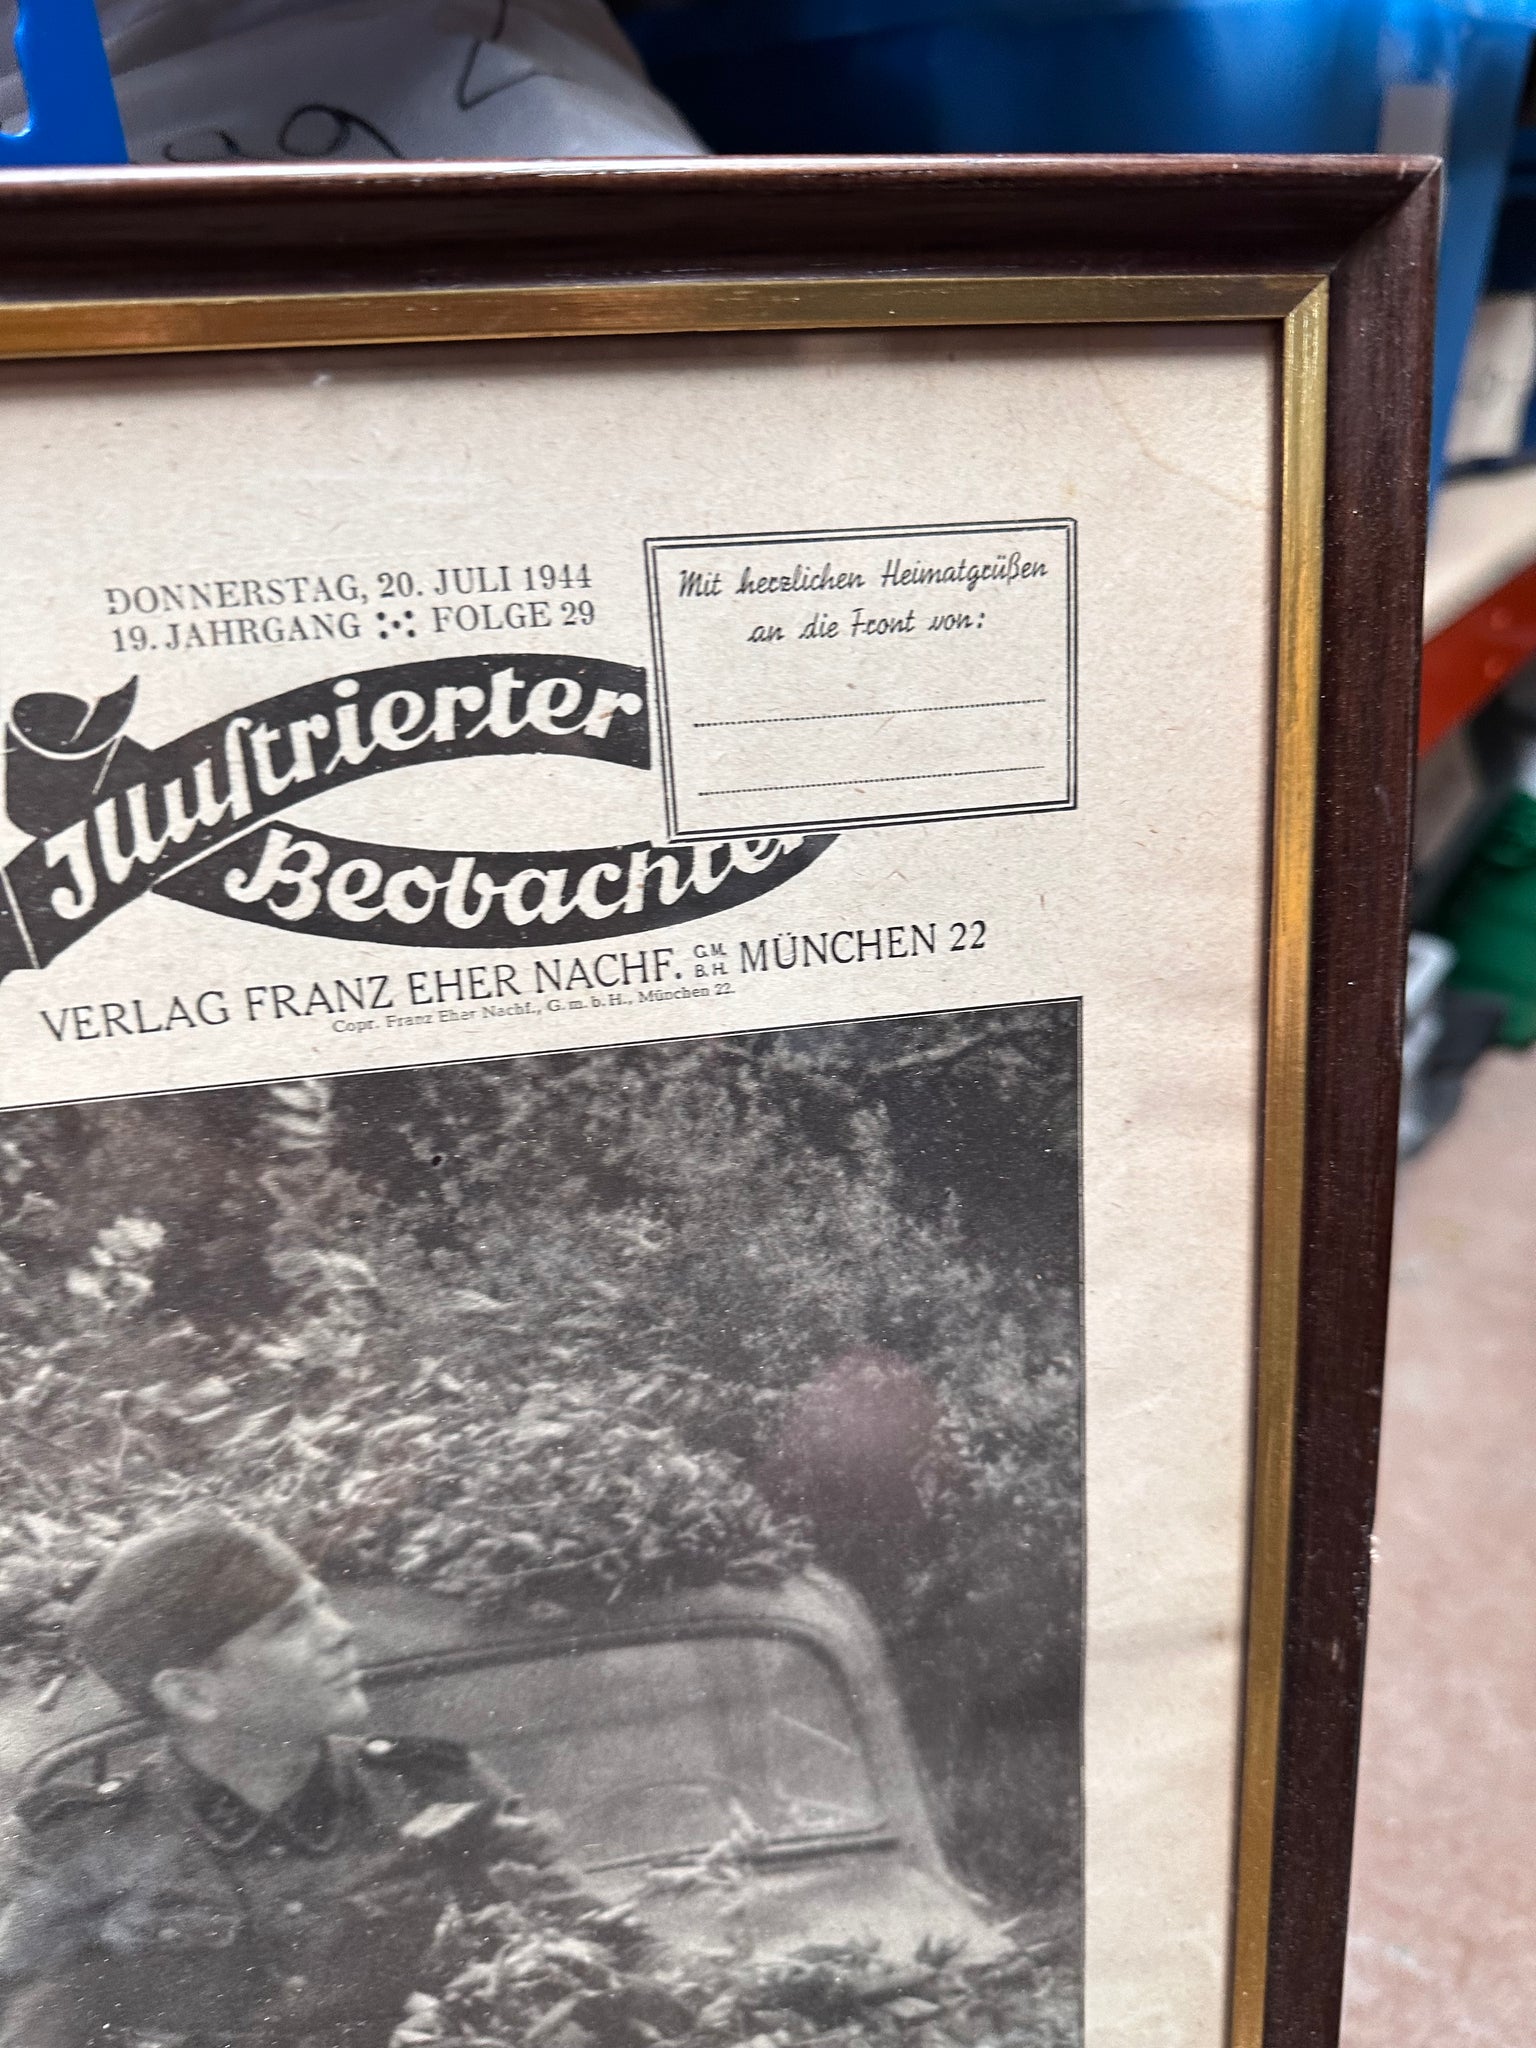 DONNERSTAG, 20. JULI 1944
19. JAHRGANG FOLGE 29
Mit herzlichen Heimatgrüßen
an die Front von:
Illuſtrierter
Beobachter
VERLAG FRANZ EHER NACHF. G.M.B.H. MÜNCHEN 22
Copr. Franz Eher Nachf., G. m. b. H., München 22.